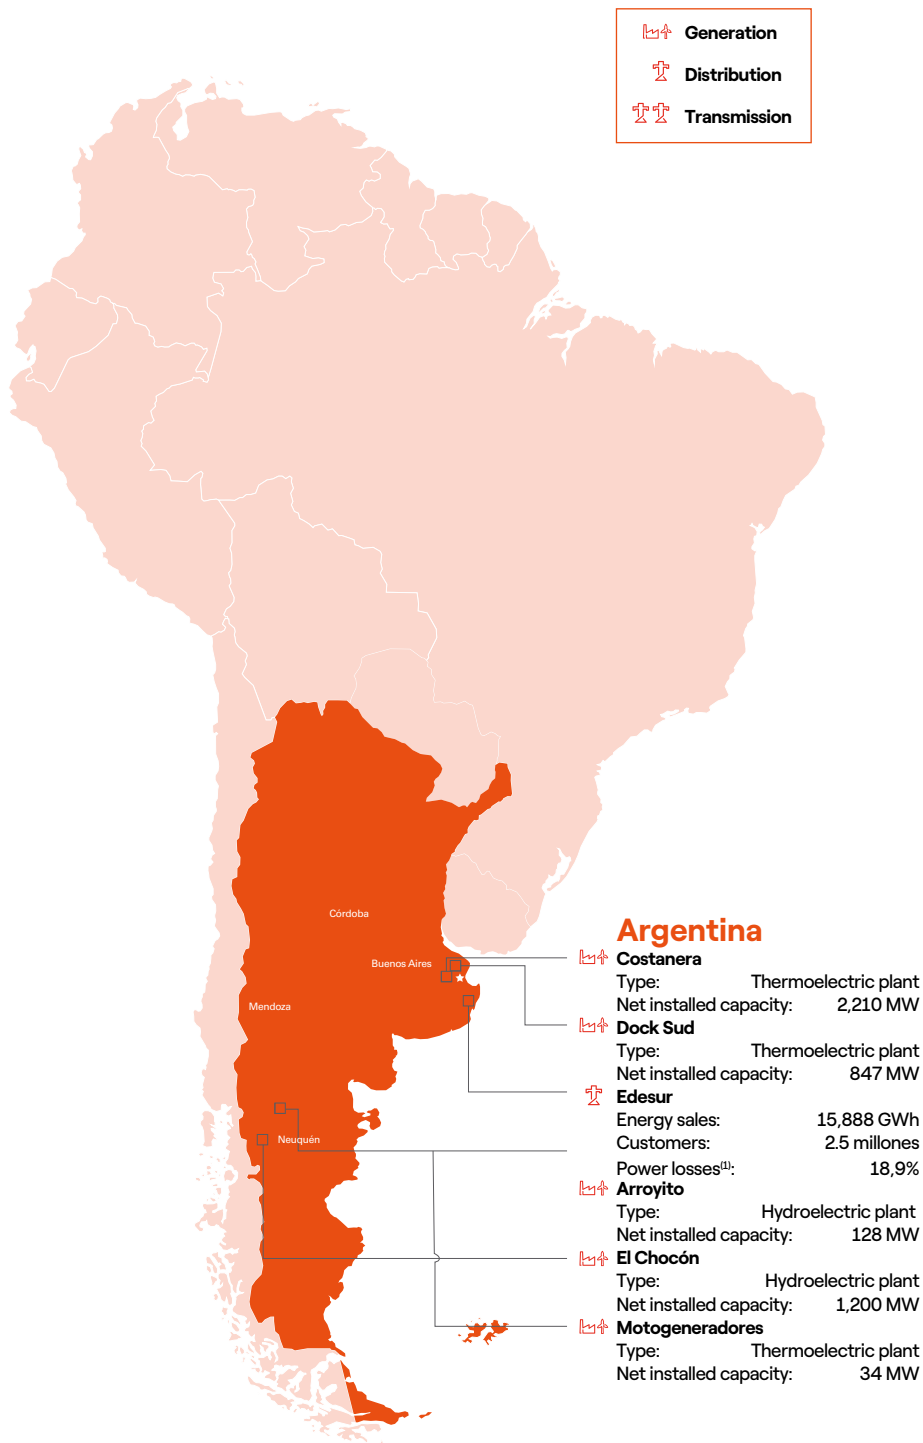 Generation
Distribution
Transmission
Córdoba
Buenos Aires
Mendoza
Neuquén
Argentina
Costanera
Type: Thermoelectric plant
Net installed capacity: 2,210 MW
Dock Sud
Type: Thermoelectric plant
Net installed capacity: 847 MW
Edesur
Energy sales: 15,888 GWh
Customers: 2.5 millones
Power losses(1): 18,9%
Arroyito
Type: Hydroelectric plant
Net installed capacity: 128 MW
El Chocón
Type: Hydroelectric plant
Net installed capacity: 1,200 MW
Motogeneradores
Type: Thermoelectric plant
Net installed capacity: 34 MW